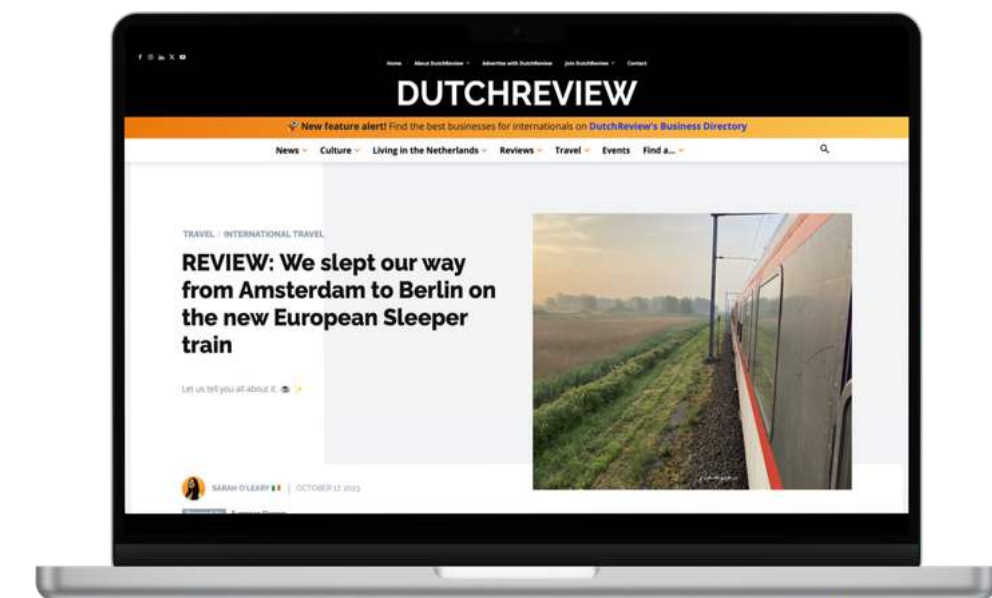 Home About DutchReview Advertise with DutchReview Join DutchReview Contact
DUTCHREVIEW
New feature alert! Find the best businesses for internationals on DutchReview's Business Directory
News Culture Living in the Netherlands Reviews Travel Events Find a...
TRAVEL / INTERNATIONAL TRAVEL
REVIEW: We slept our way
from Amsterdam to Berlin on
the new European Sleeper
train
Let us tell you all about it.
SARAH O'LEARY | OCTOBER 17, 2023